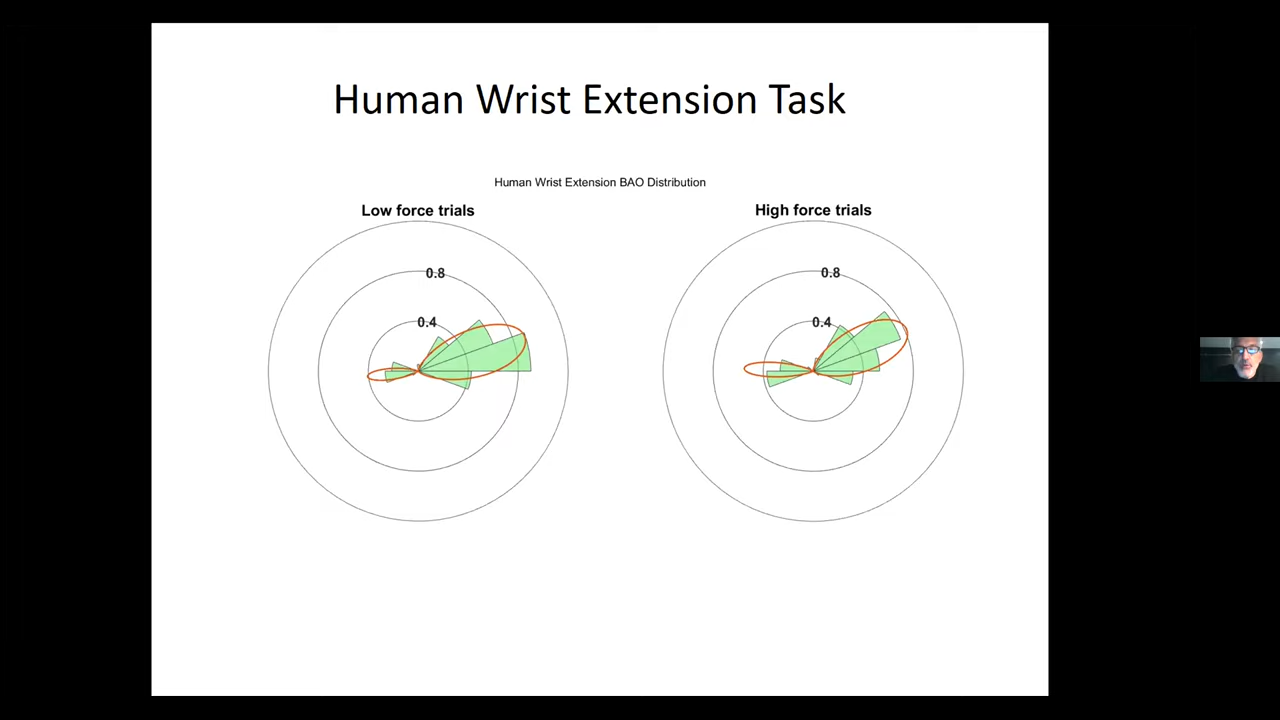 Human Wrist Extension Task
Human Wrist Extension BAO Distribution
Low force trials
High force trials
0.8
0.8
0.4
0.4